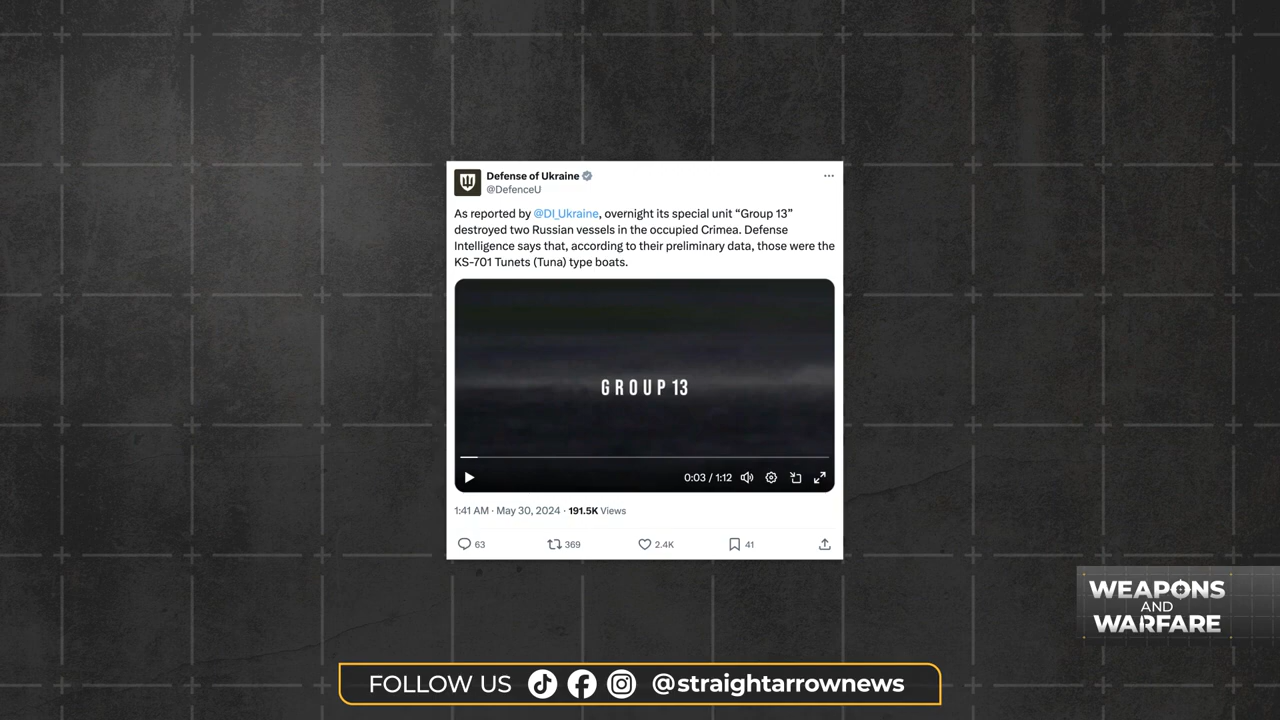 Defense of Ukraine
@DefenceU
As reported by @DI_Ukraine, overnight its special unit “Group 13”
destroyed two Russian vessels in the occupied Crimea. Defense
Intelligence says that, according to their preliminary data, those were the
KS-701 Tunets (Tuna) type boats.
GROUP 13
0:03 / 1:12
1:41 AM · May 30, 2024 · 191.5K Views
63 369 2.4K 41
WEAPONS
AND
WARFARE
FOLLOW US @straightarrownews